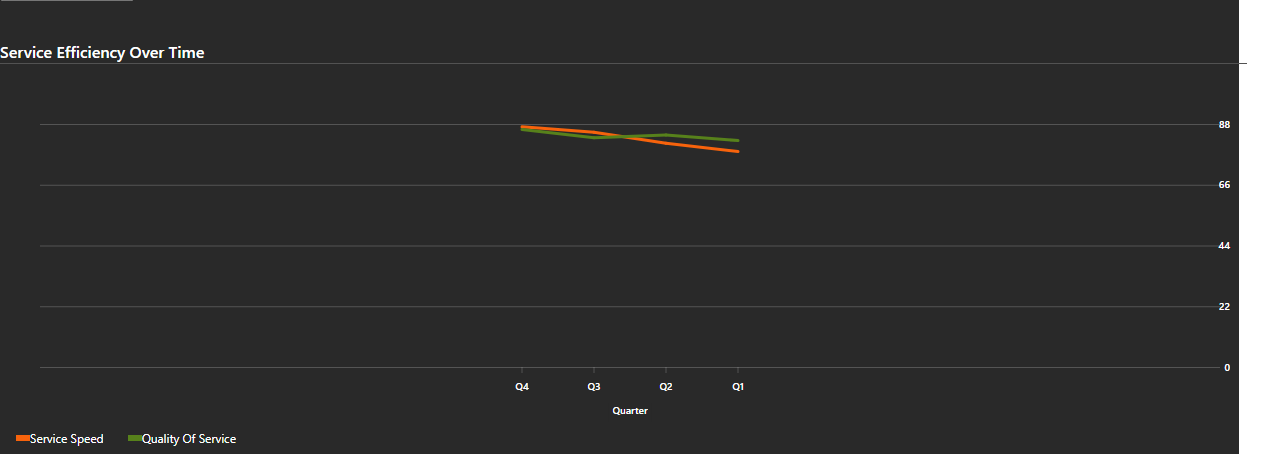 Service Efficiency Over Time
88
66
44
22
0
Q4 Q3 Q2 Q1
Quarter
Service Speed Quality Of Service